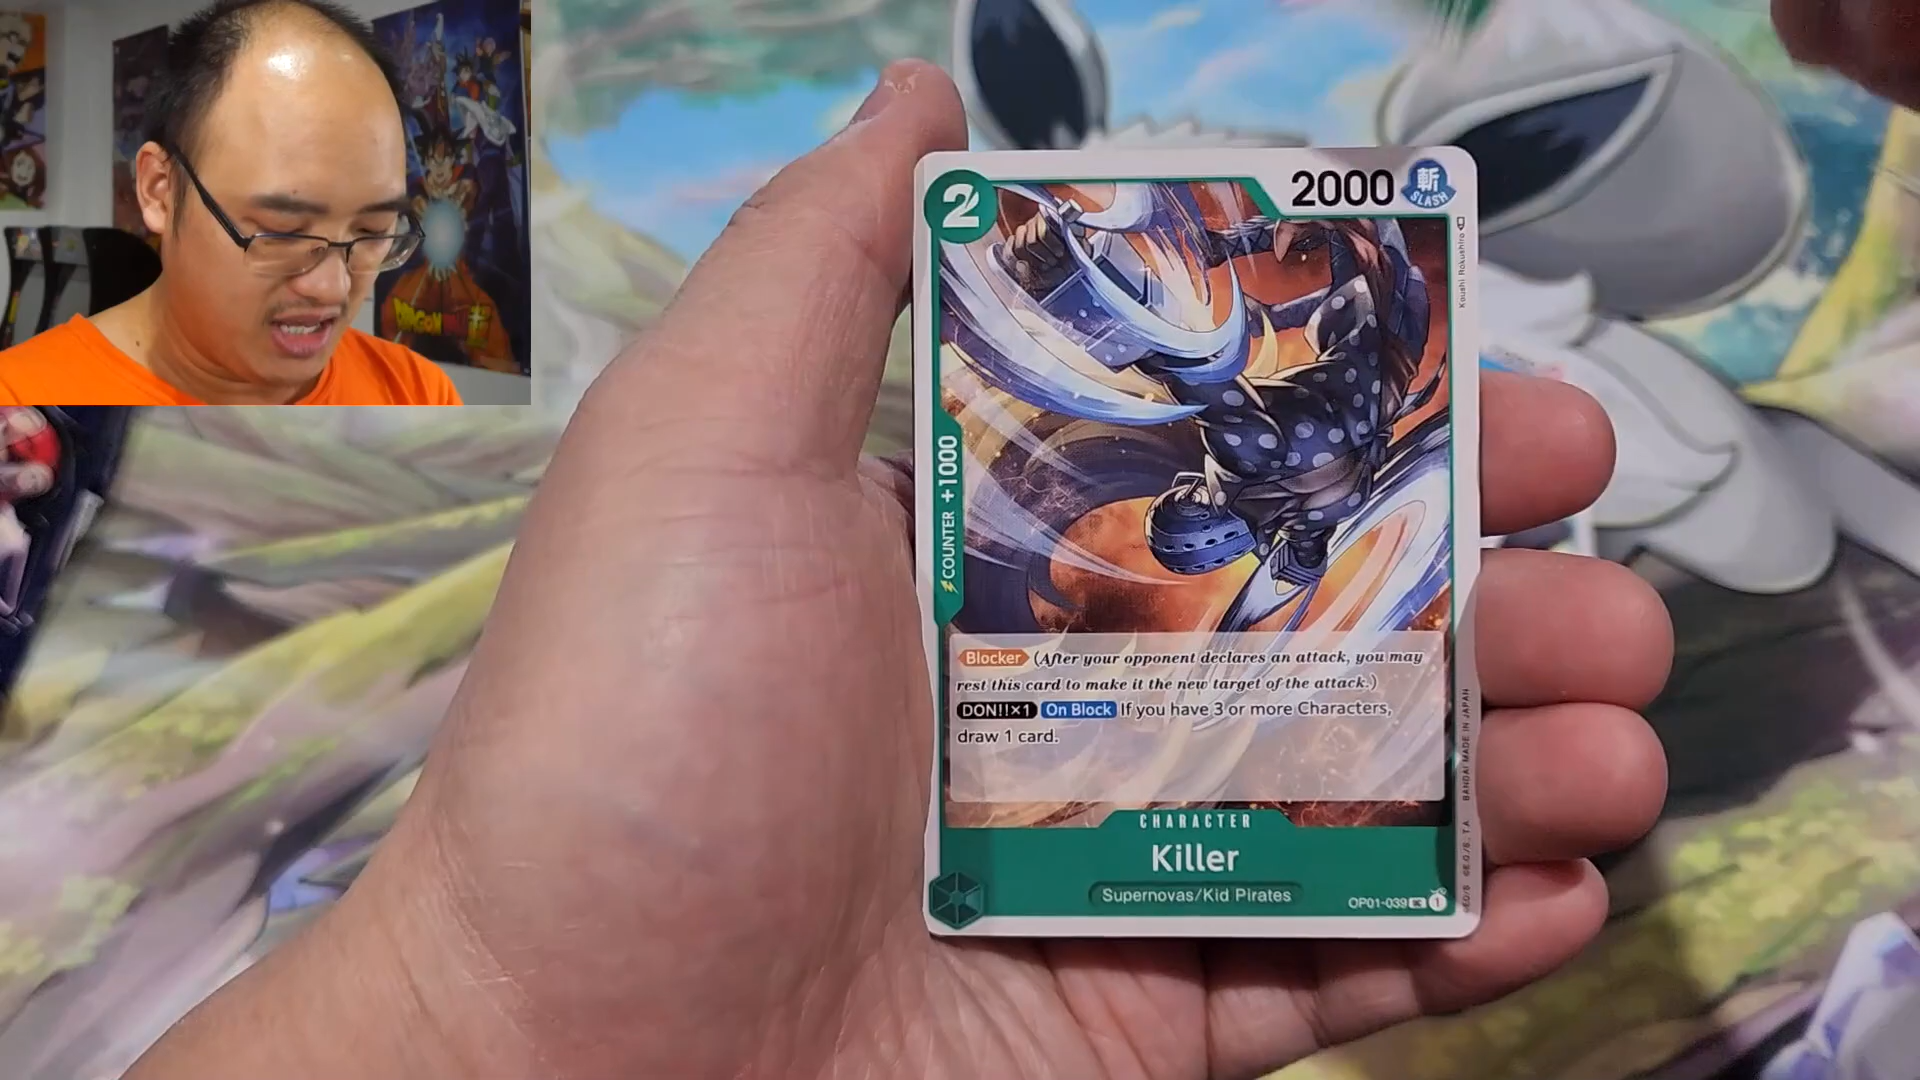 2
2000
斬
SLASH
Koushi Rokushiro
COUNTER +1000
Blocker (After your opponent declares an attack, you may
rest this card to make it the new target of the attack.)
DON!!×1 On Block If you have 3 or more Characters,
draw 1 card.
CHARACTER
Killer
Supernovas/Kid Pirates
OP01-039 UC 1
BANDAI MADE IN JAPAN